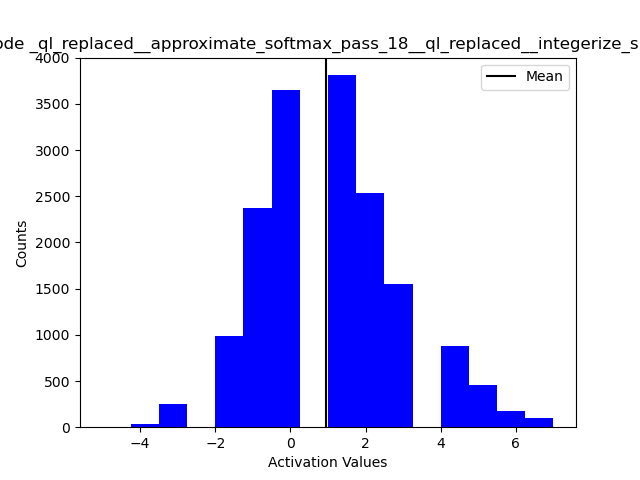 ode _ql_replaced__approximate_softmax_pass_18__ql_replaced__integerize_s
4000
3500
3000
2500
2000
1500
1000
500
0
Counts
Mean
−4 −2 0 2 4 6
Activation Values